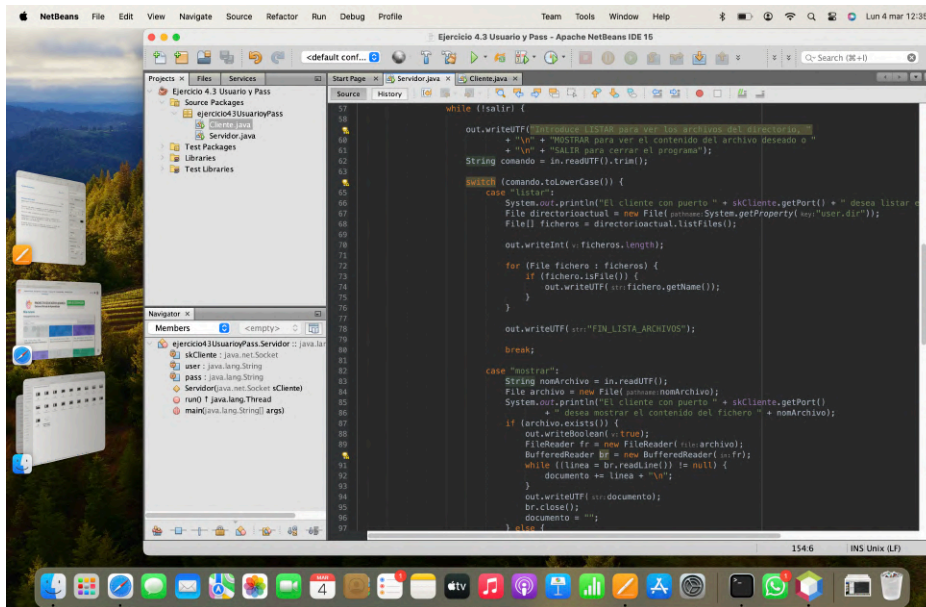 NetBeans File Edit View Navigate Source Refactor Run Debug Profile Team Tools Window Help Lun 4 mar 12:35
Ejercicio 4.3 Usuario y Pass - Apache NetBeans IDE 15
<default conf... Search (⌘+I)
Projects Files Services
Ejercicio 4.3 Usuario y Pass
Source Packages
ejercicio43UsuarioyPass
Cliente.java
Servidor.java
Test Packages
Libraries
Test Libraries
Navigator
Members <empty>
ejercicio43UsuarioyPass.Servidor :: java.lar
skCliente : java.net.Socket
user : java.lang.String
pass : java.lang.String
Servidor(java.net.Socket sCliente)
run() ↑ java.lang.Thread
main(java.lang.String[] args)
Start Page Servidor.java Cliente.java
Source History
57 while (!salir) {
58
out.writeUTF("Introduce LISTAR para ver los archivos del directorio, "
60 + "\n" + "MOSTRAR para ver el contenido del archivo deseado o "
61 + "\n" + "SALIR para cerrar el programa");
62 String comando = in.readUTF().trim();
63
switch (comando.toLowerCase()) {
65 case "listar":
66 System.out.println("El cliente con puerto " + skCliente.getPort() + " desea listar e
67 File directorioactual = new File(pathname:System.getProperty(key:"user.dir"));
68 File[] ficheros = directorioactual.listFiles();
69
70 out.writeInt(v:ficheros.length);
71
72 for (File fichero : ficheros) {
73 if (fichero.isFile()) {
74 out.writeUTF(str:fichero.getName());
75 }
76 }
77
78 out.writeUTF(str:"FIN_LISTA_ARCHIVOS");
79
80 break;
81
82 case "mostrar":
83 String nomArchivo = in.readUTF();
84 File archivo = new File(pathname:nomArchivo);
85 System.out.println("El cliente con puerto " + skCliente.getPort()
86 + " desea mostrar el contenido del fichero " + nomArchivo);
87 if (archivo.exists()) {
88 out.writeBoolean(v:true);
89 FileReader fr = new FileReader(file:archivo);
BufferedReader br = new BufferedReader(in:fr);
91 while ((linea = br.readLine()) != null) {
92 documento += linea + "\n";
93 }
94 out.writeUTF(str:documento);
95 br.close();
96 documento = "";
97 } else {
154:6 INS Unix (LF)
MAR
4
tv